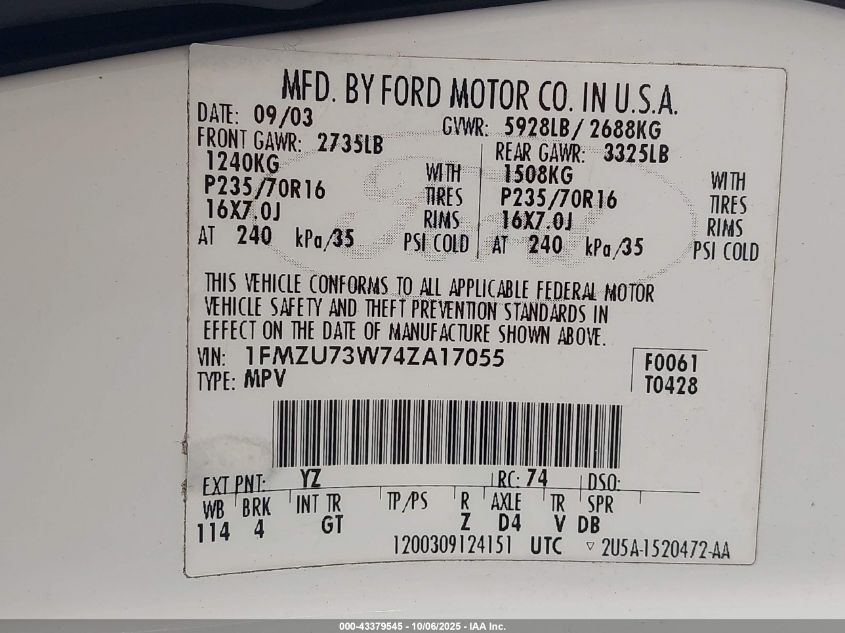 MFD. BY FORD MOTOR CO. IN U.S.A.
DATE: 09/03 GVWR: 5928LB/ 2688KG
FRONT GAWR: 2735LB REAR GAWR: 3325LB
1240KG WITH 1508KG WITH
P235/70R16 TIRES P235/70R16 TIRES
16X7.0J RIMS 16X7.0J RIMS
AT 240 kPa/35 PSI COLD AT 240 kPa/35 PSI COLD
THIS VEHICLE CONFORMS TO ALL APPLICABLE FEDERAL MOTOR
VEHICLE SAFETY AND THEFT PREVENTION STANDARDS IN
EFFECT ON THE DATE OF MANUFACTURE SHOWN ABOVE.
VIN: 1FMZU73W74ZA17055 F0061
TYPE: MPV T0428
EXT PNT: YZ RC: 74 DSO:
WB BRK INT TR TP/PS R AXLE TR SPR
114 4 GT Z D4 V DB
1200309124151 UTC ▽ 2U5A-1520472-AA
000-43379545 - 10/06/2025 - IAA Inc.